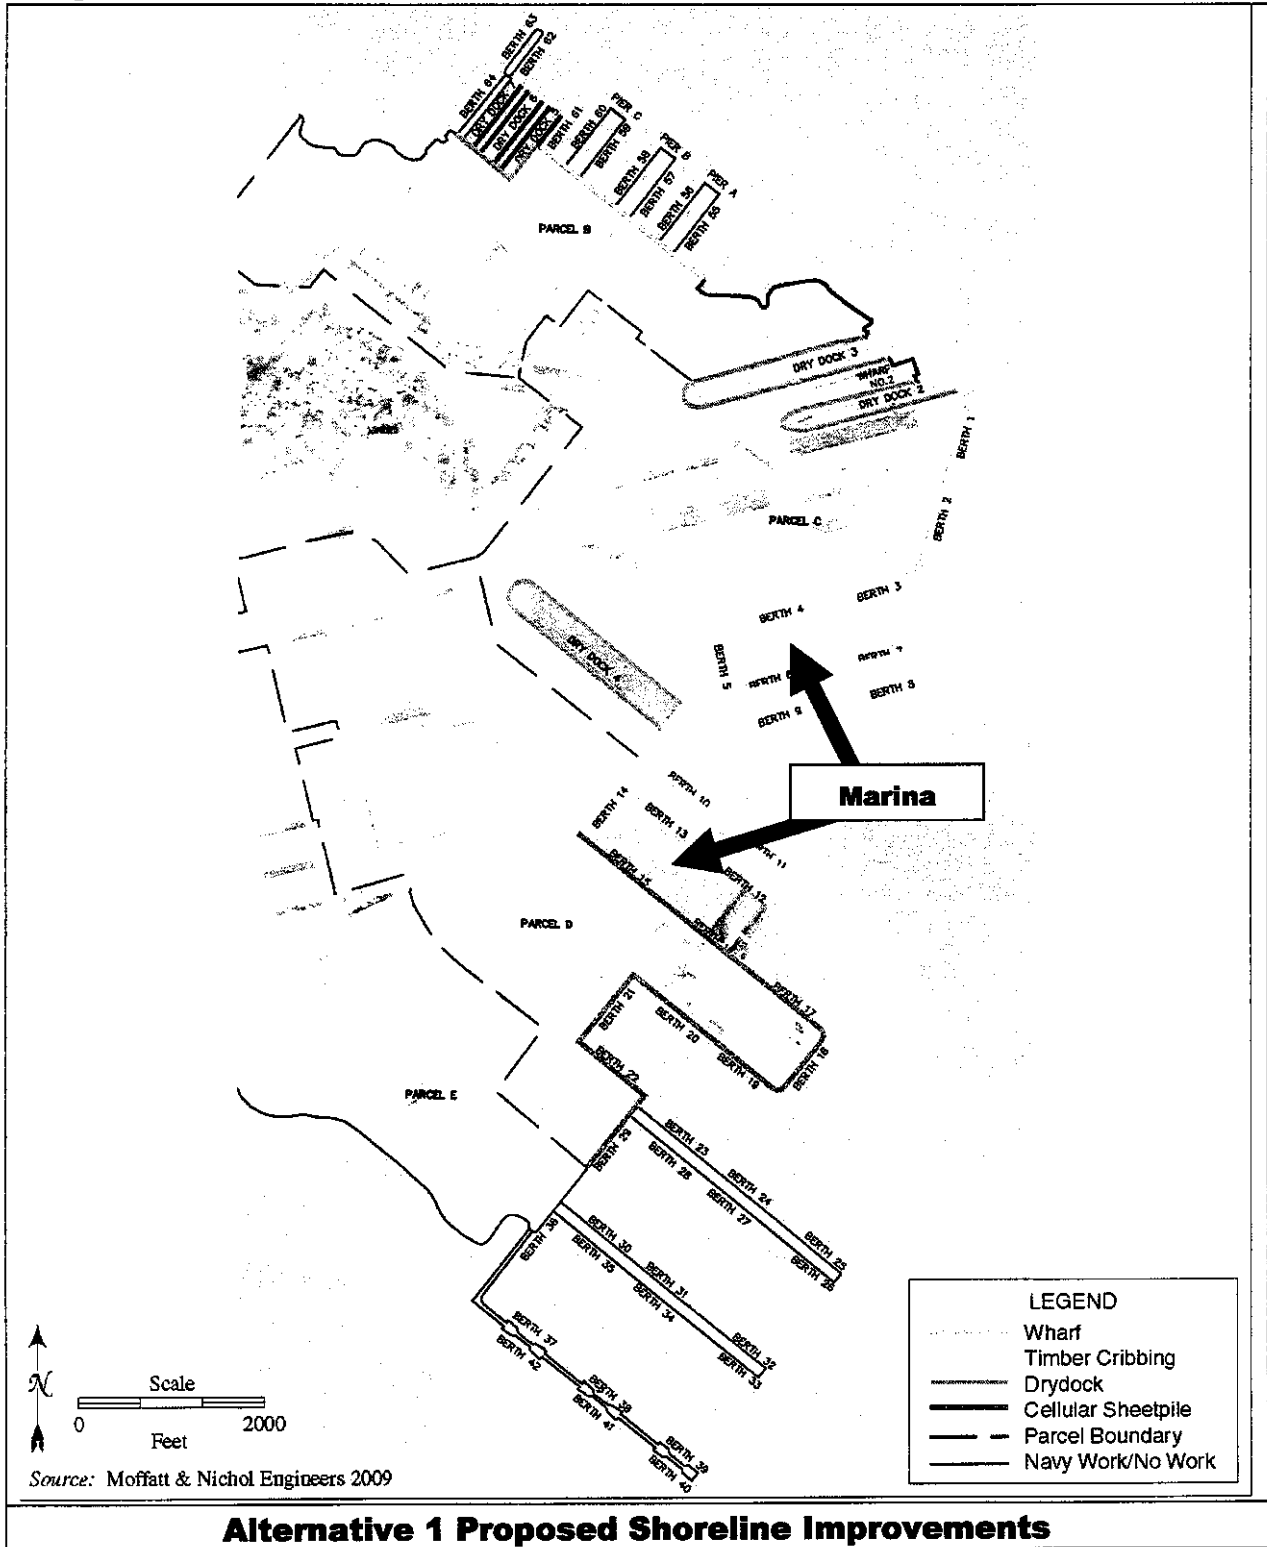 BERTH 63
BERTH 62
BERTH 64
DRY DOCK 7
DRY DOCK 6
DRY DOCK 5
BERTH 61
BERTH 60
PIER C
BERTH 59
BERTH 58
PIER B
BERTH 57
BERTH 56
PIER A
BERTH 55
PARCEL B
DRY DOCK 3
WHARF
NO.2
DRY DOCK 2
BERTH 1
BERTH 2
PARCEL C
BERTH 3
BERTH 4
BERTH 5
BERTH 6
BERTH 7
BERTH 8
BERTH 9
DRY DOCK 4
Marina
BERTH 10
BERTH 14
BERTH 13
BERTH 11
BERTH 15
BERTH 12
PARCEL D
BERTH 17
BERTH 18
BERTH 21
BERTH 20
BERTH 19
BERTH 22
PARCEL E
BERTH 29
BERTH 23
BERTH 28
BERTH 24
BERTH 27
BERTH 25
BERTH 26
BERTH 36
BERTH 30
BERTH 35
BERTH 31
BERTH 34
BERTH 32
BERTH 33
BERTH 37
BERTH 42
BERTH 38
BERTH 41
BERTH 39
BERTH 40
LEGEND
Wharf
Timber Cribbing
Drydock
Cellular Sheetpile
Parcel Boundary
Navy Work/No Work
N
Scale
0 2000
Feet
Source: Moffatt & Nichol Engineers 2009
Alternative 1 Proposed Shoreline Improvements